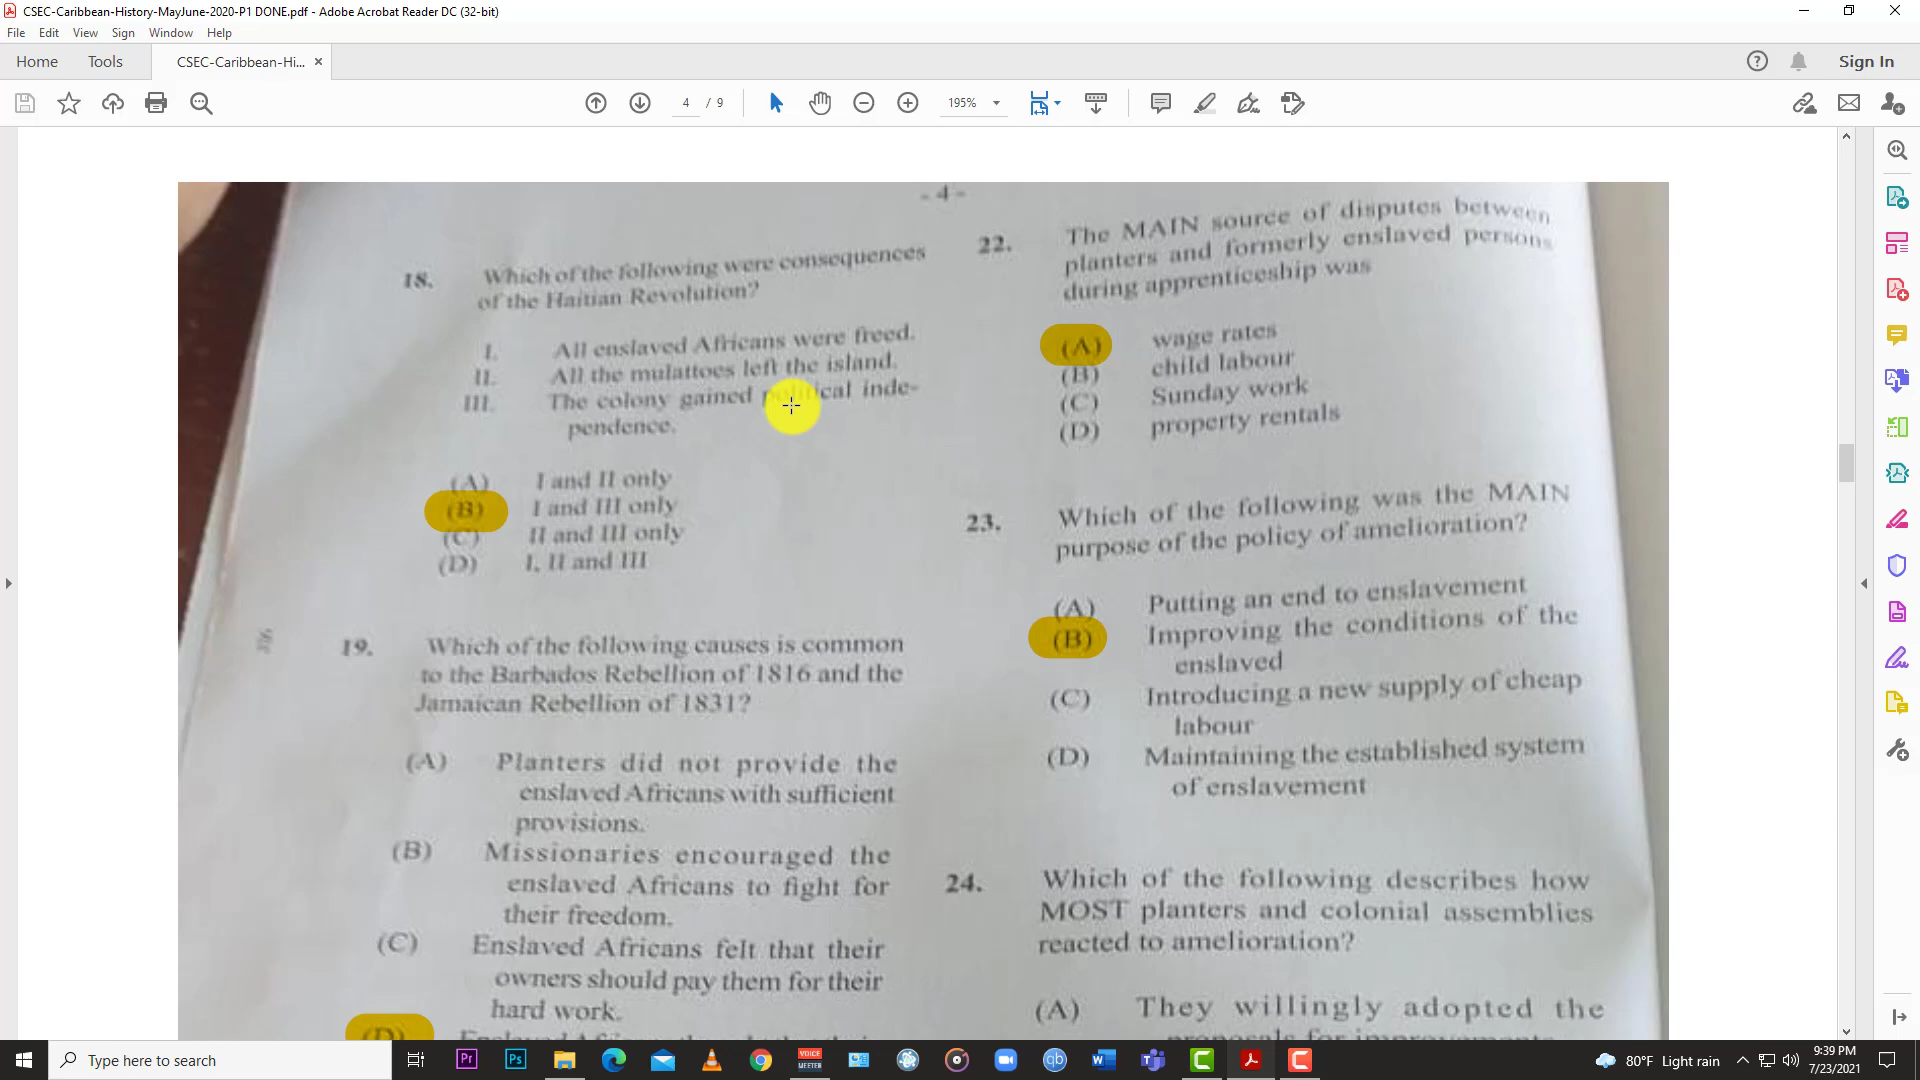 CSEC-Caribbean-History-MayJune-2020-P1 DONE.pdf - Adobe Acrobat Reader DC (32-bit)
File Edit View Sign Window Help
Home Tools CSEC-Caribbean-Hi... × Sign In
4 / 9 195%
- 4 -
18. Which of the following were consequences
of the Haitian Revolution?
I. All enslaved Africans were freed.
II. All the mulattoes left the island.
III. The colony gained political inde-
pendence.
(A) I and II only
(B) I and III only
(C) II and III only
(D) I, II and III
19. Which of the following causes is common
to the Barbados Rebellion of 1816 and the
Jamaican Rebellion of 1831?
(A) Planters did not provide the
enslaved Africans with sufficient
provisions.
(B) Missionaries encouraged the
enslaved Africans to fight for
their freedom.
(C) Enslaved Africans felt that their
owners should pay them for their
hard work.
(D)
22. The MAIN source of disputes between
planters and formerly enslaved persons
during apprenticeship was
(A) wage rates
(B) child labour
(C) Sunday work
(D) property rentals
23. Which of the following was the MAIN
purpose of the policy of amelioration?
(A) Putting an end to enslavement
(B) Improving the conditions of the
enslaved
(C) Introducing a new supply of cheap
labour
(D) Maintaining the established system
of enslavement
24. Which of the following describes how
MOST planters and colonial assemblies
reacted to amelioration?
(A) They willingly adopted the
proposals for improvements
Type here to search
Pr
Ps
VOICE
MEETER
qb
80°F Light rain
9:39 PM
7/23/2021